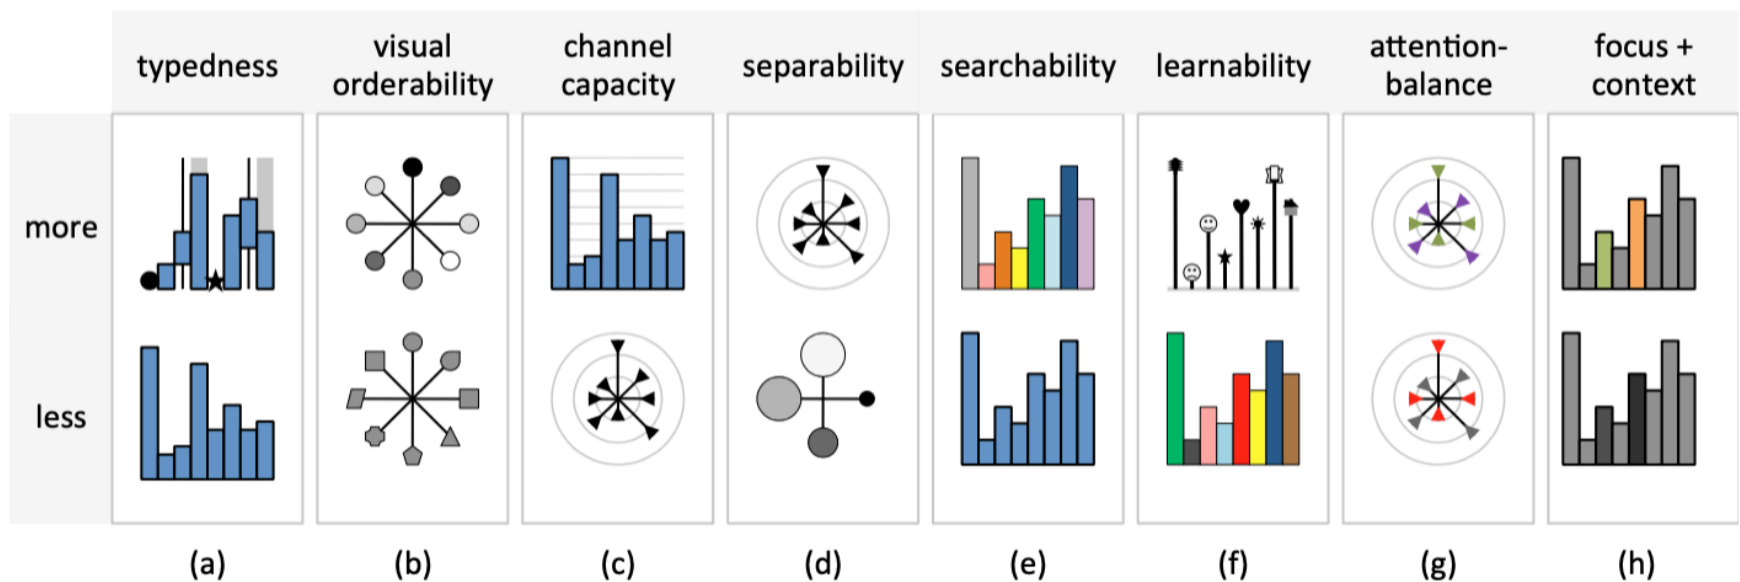 typedness
visual
orderability
channel
capacity
separability
searchability
learnability
attention-
balance
focus +
context
more
less
(a)
(b)
(c)
(d)
(e)
(f)
(g)
(h)